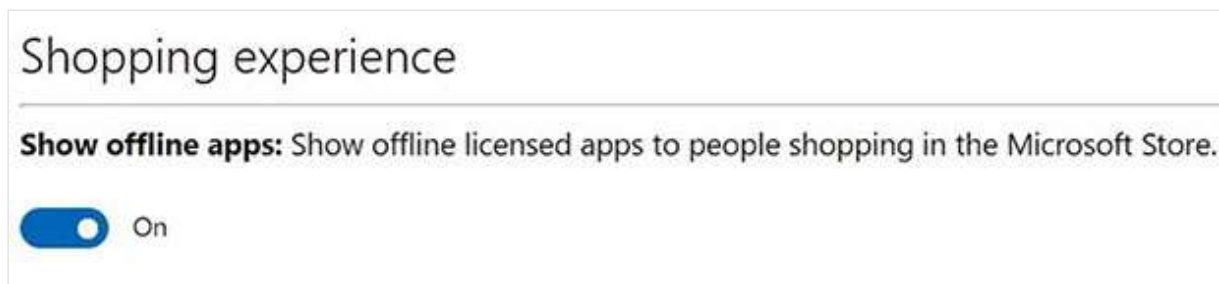 Shopping experience
Show offline apps: Show offline licensed apps to people shopping in the Microsoft Store.
On